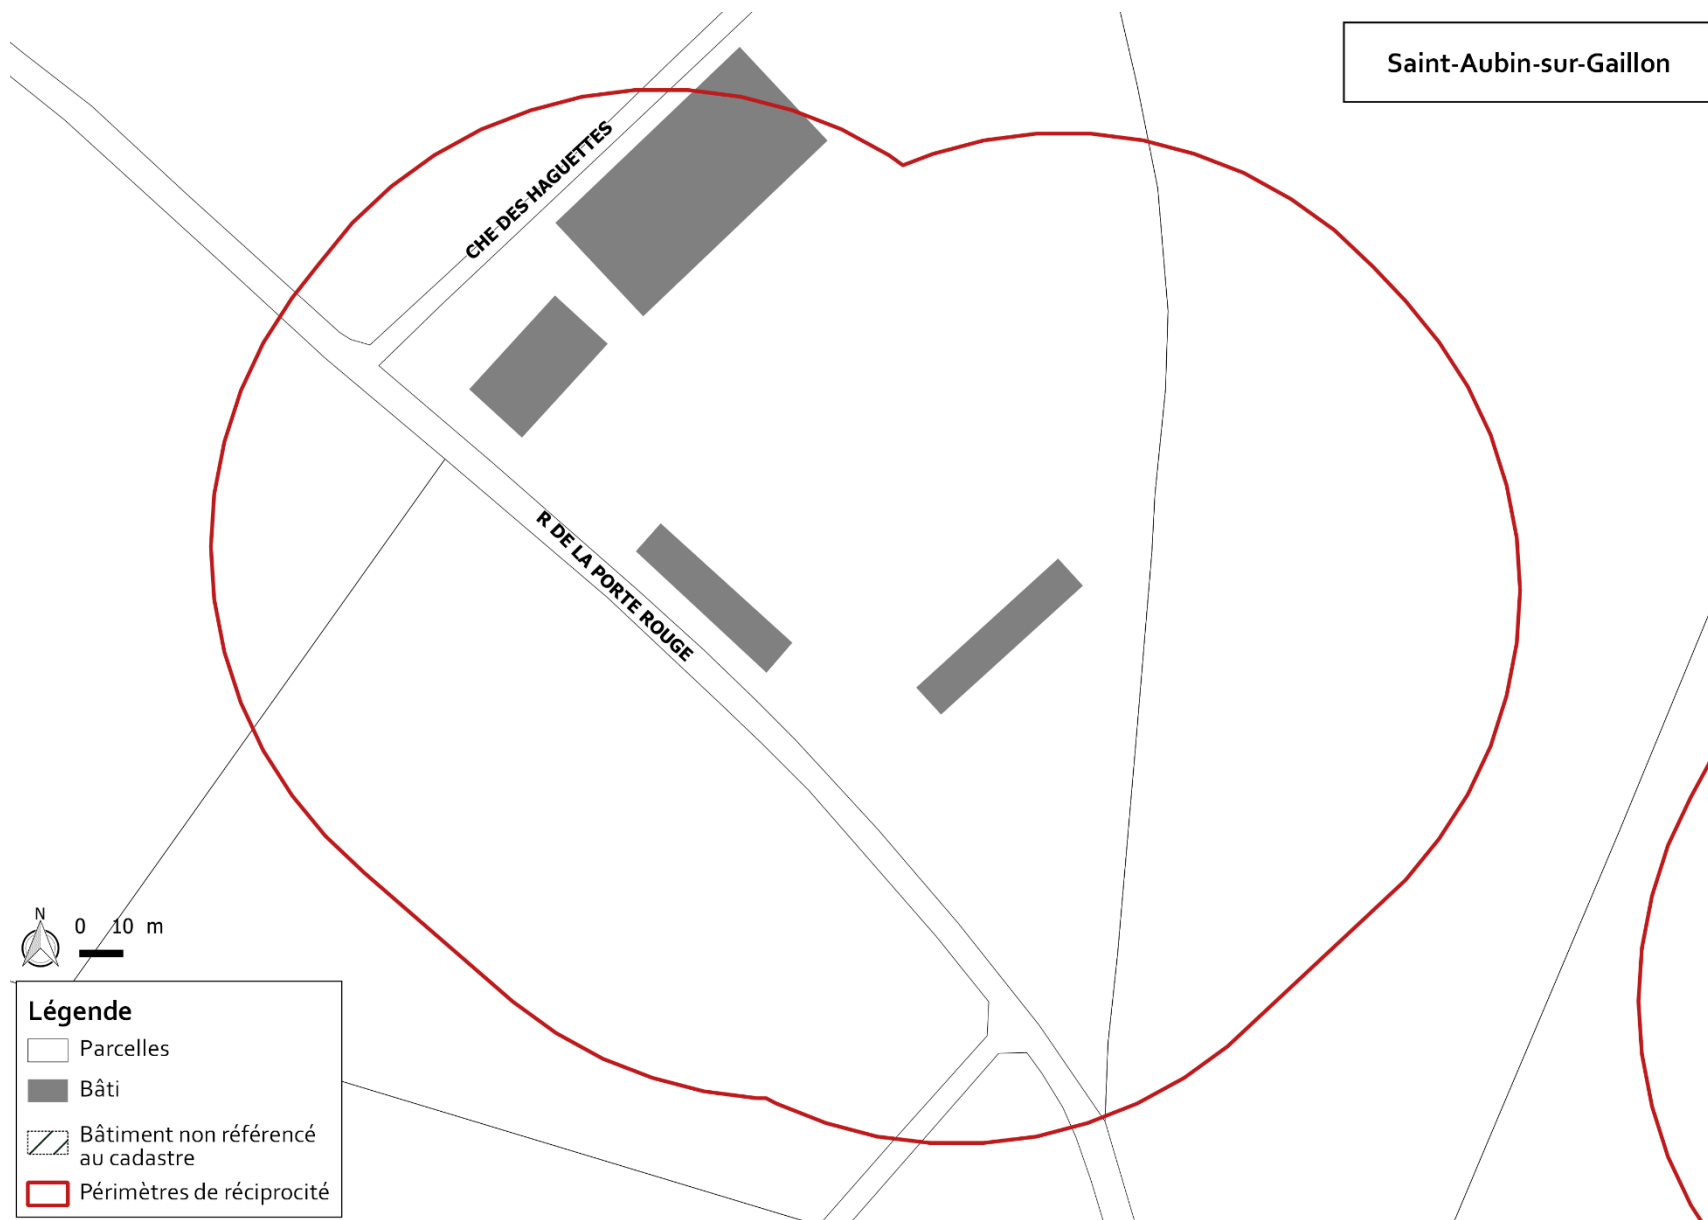 Saint-Aubin-sur-Gaillon
CHE DES HAGUETTES
R DE LA PORTE ROUGE
N
0 10 m
Légende
Parcelles
Bâti
Bâtiment non référencé
au cadastre
Périmètres de réciprocité